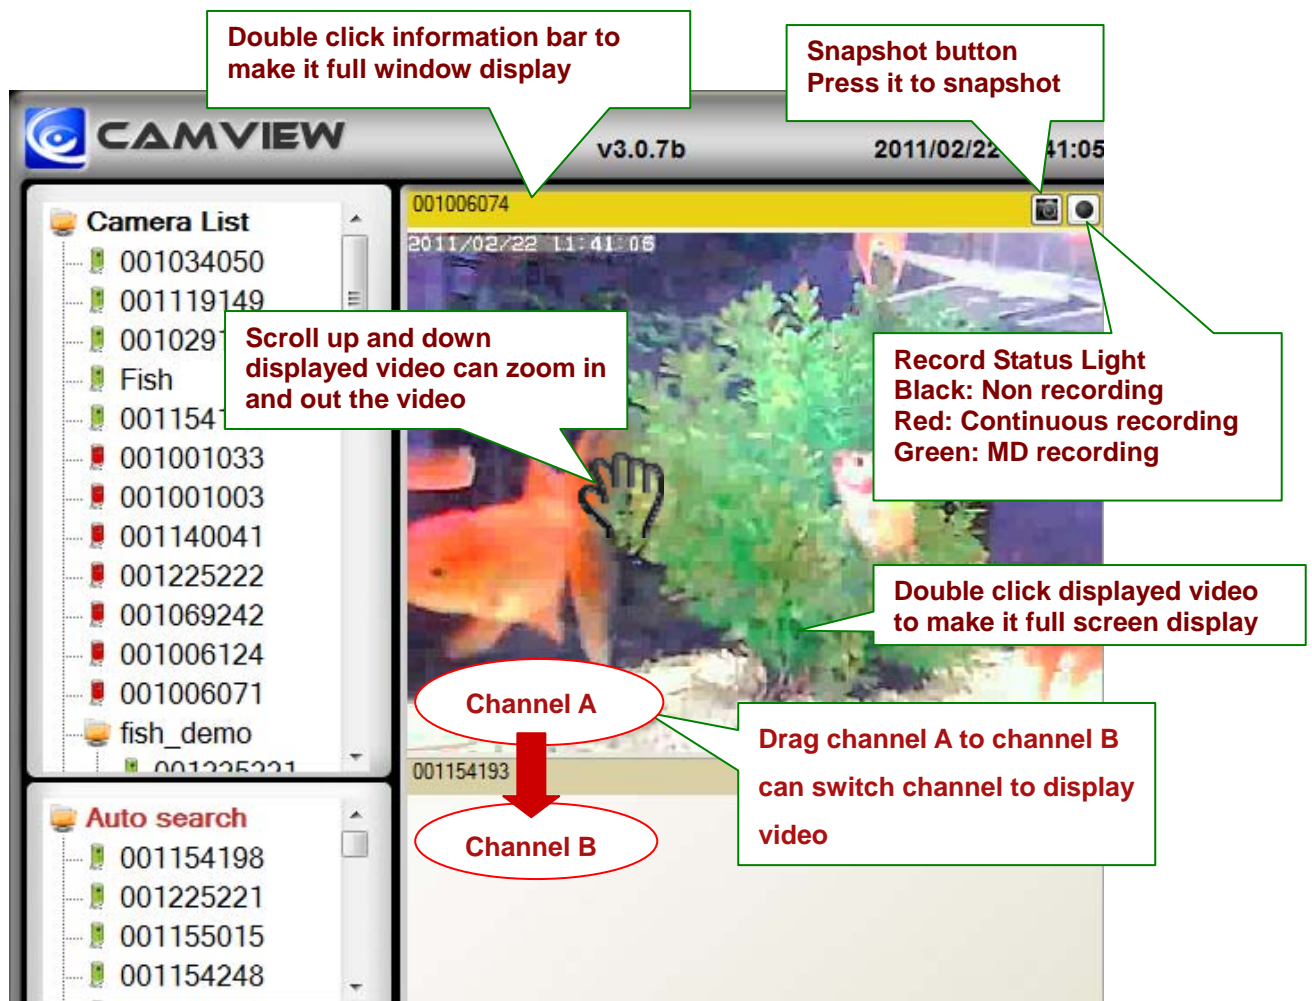 Double click information bar to
make it full window display
Snapshot button
Press it to snapshot
CAMVIEW
v3.0.7b
2011/02/22
41:05
Camera List
001034050
001119149
Fish
001001033
001001003
001140041
001225222
001069242
001006124
001006071
fish_demo
001225221
Auto search
001154198
001225221
001155015
001154248
001006074
2011/02/22 11:41:06
Scroll up and down
displayed video can zoom in
and out the video
Record Status Light
Black: Non recording
Red: Continuous recording
Green: MD recording
Double click displayed video
to make it full screen display
Channel A
Drag channel A to channel B
can switch channel to display
video
001154193
Channel B